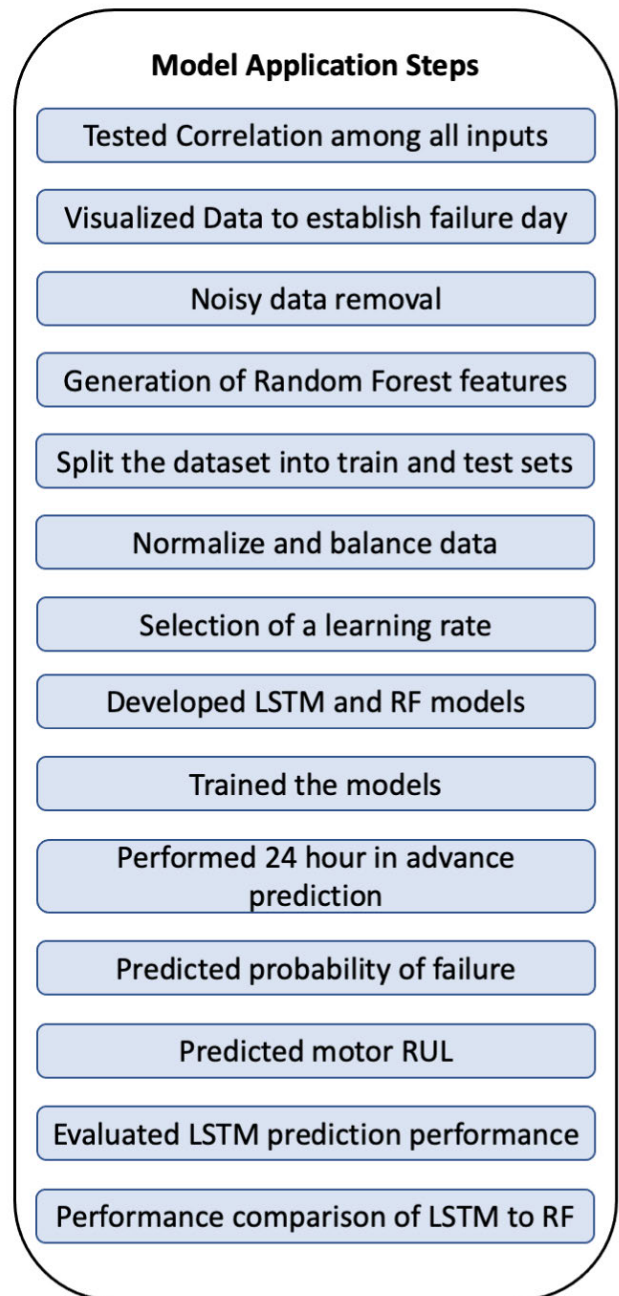 Model Application Steps
Tested Correlation among all inputs
Visualized Data to establish failure day
Noisy data removal
Generation of Random Forest features
Split the dataset into train and test sets
Normalize and balance data
Selection of a learning rate
Developed LSTM and RF models
Trained the models
Performed 24 hour in advance
prediction
Predicted probability of failure
Predicted motor RUL
Evaluated LSTM prediction performance
Performance comparison of LSTM to RF